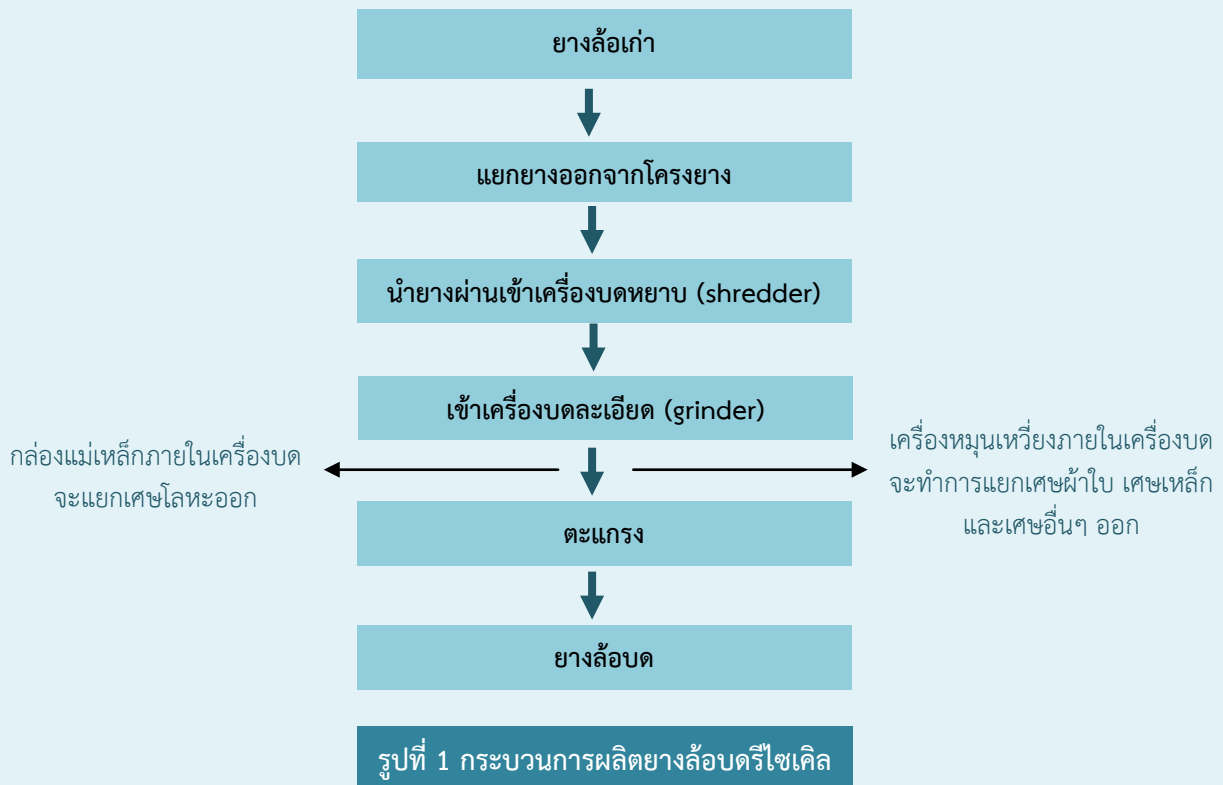 ยางล้อเก่า
แยกยางออกจากโครงยาง
นำยางผ่านเข้าเครื่องบดหยาบ (shredder)
เข้าเครื่องบดละเอียด (grinder)
กล่องแม่เหล็กภายในเครื่องบด
จะแยกเศษโลหะออก
เครื่องหมุนเหวี่ยงภายในเครื่องบด
จะทำการแยกเศษผ้าใบ เศษเหล็ก
และเศษอื่นๆ ออก
ตะแกรง
ยางล้อบด
รูปที่ 1 กระบวนการผลิตยางล้อบดรีไซเคิล